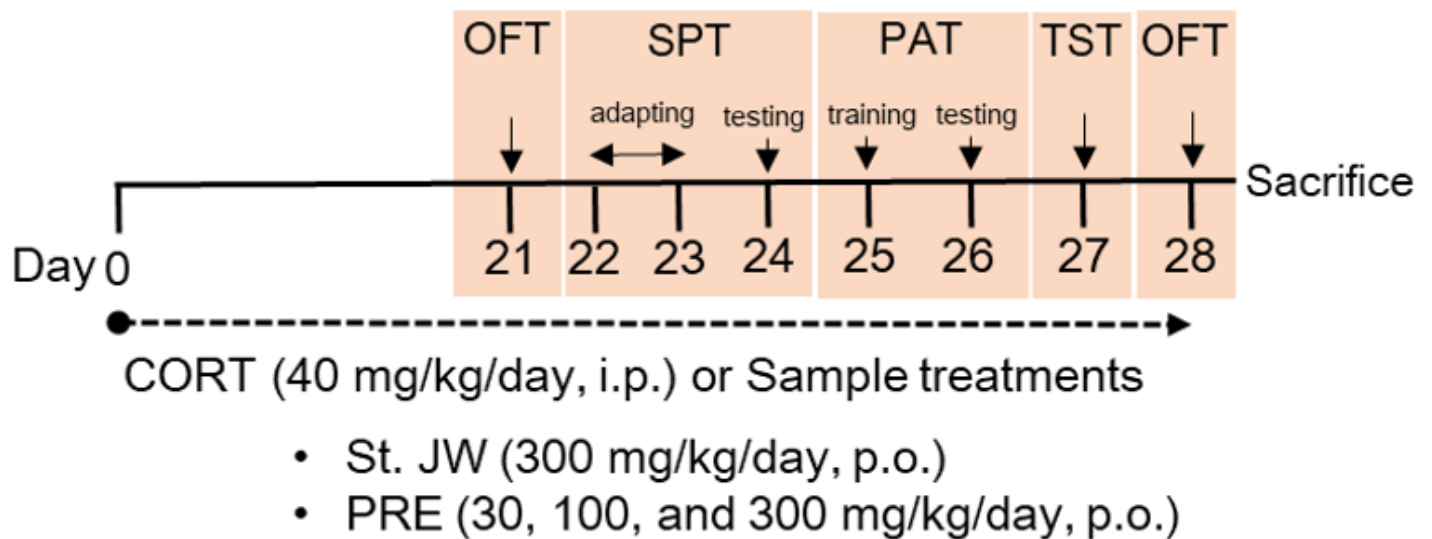 OFT SPT PAT TST OFT
adapting testing training testing
Sacrifice
Day 0 21 22 23 24 25 26 27 28
CORT (40 mg/kg/day, i.p.) or Sample treatments
• St. JW (300 mg/kg/day, p.o.)
• PRE (30, 100, and 300 mg/kg/day, p.o.)